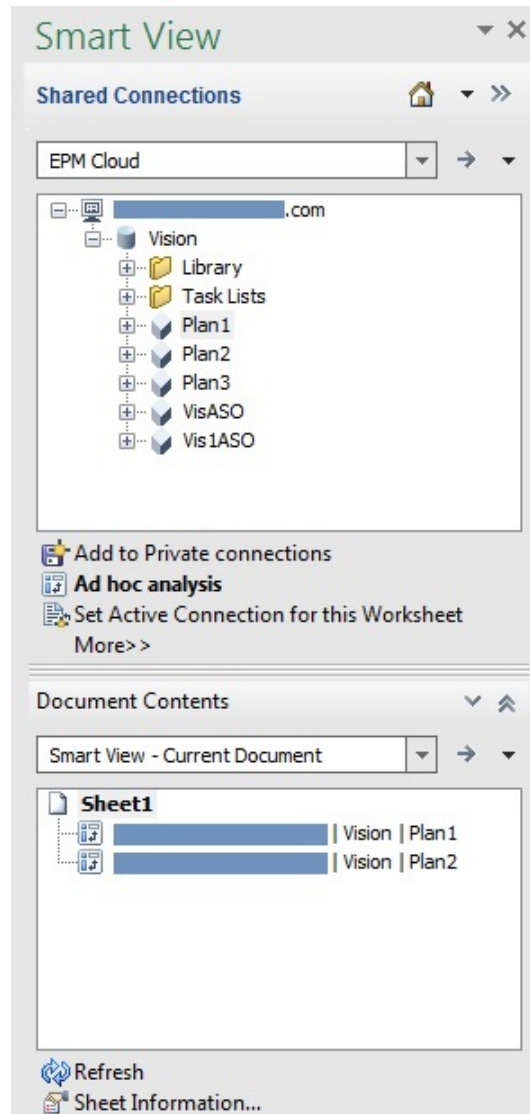 Smart View
Shared Connections
EPM Cloud
.com
Vision
Library
Task Lists
Plan1
Plan2
Plan3
VisASO
Vis1ASO
Add to Private connections
Ad hoc analysis
Set Active Connection for this Worksheet
More>>
Document Contents
Smart View - Current Document
Sheet1
| Vision | Plan1
| Vision | Plan2
Refresh
Sheet Information...